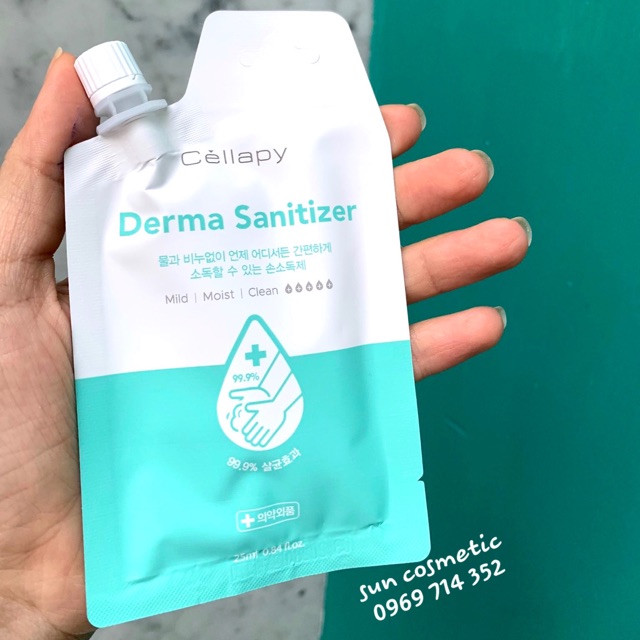 Cellapy
Derma Sanitizer
물과 비누없이 언제 어디서든 간편하게
소독할 수 있는 손소독제
Mild | Moist | Clean
99.9%
99.9% 살균효과
의약외품
25ml 0.84 fl.oz.
sun cosmetic
0969 714 352